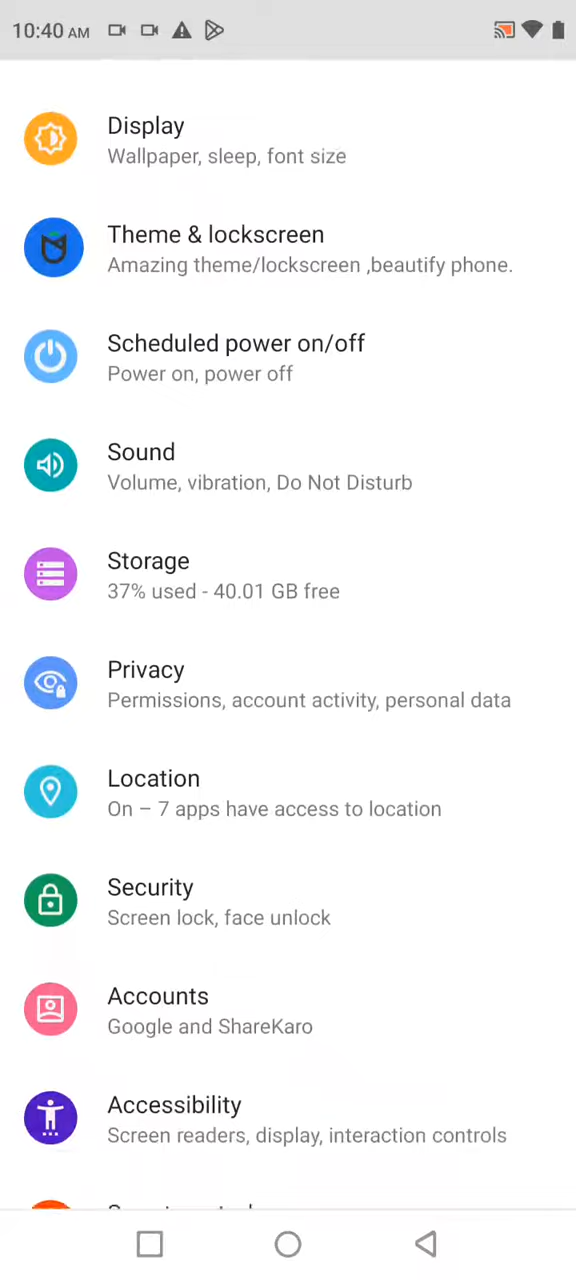 10:40 AM
Display
Wallpaper, sleep, font size
Theme & lockscreen
Amazing theme/lockscreen ,beautify phone.
Scheduled power on/off
Power on, power off
Sound
Volume, vibration, Do Not Disturb
Storage
37% used - 40.01 GB free
Privacy
Permissions, account activity, personal data
Location
On – 7 apps have access to location
Security
Screen lock, face unlock
Accounts
Google and ShareKaro
Accessibility
Screen readers, display, interaction controls